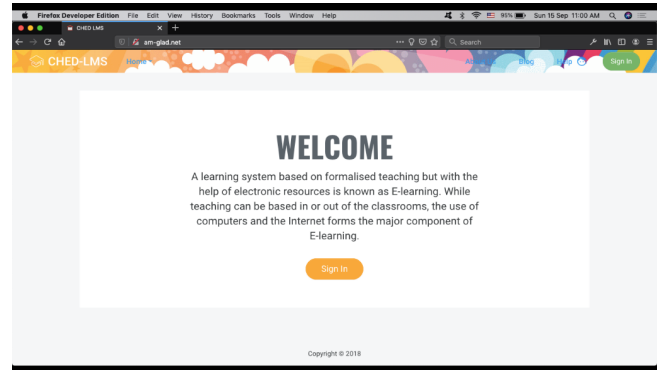 Firefox Developer Edition File Edit View History Bookmarks Tools Window Help 95% Sun 15 Sep 11:00 AM
CHED LMS
am-glad.net Search
CHED-LMS Home Blog Help Sign In
WELCOME
A learning system based on formalised teaching but with the
help of electronic resources is known as E-learning. While
teaching can be based in or out of the classrooms, the use of
computers and the Internet forms the major component of
E-learning.
Sign In
Copyright © 2018